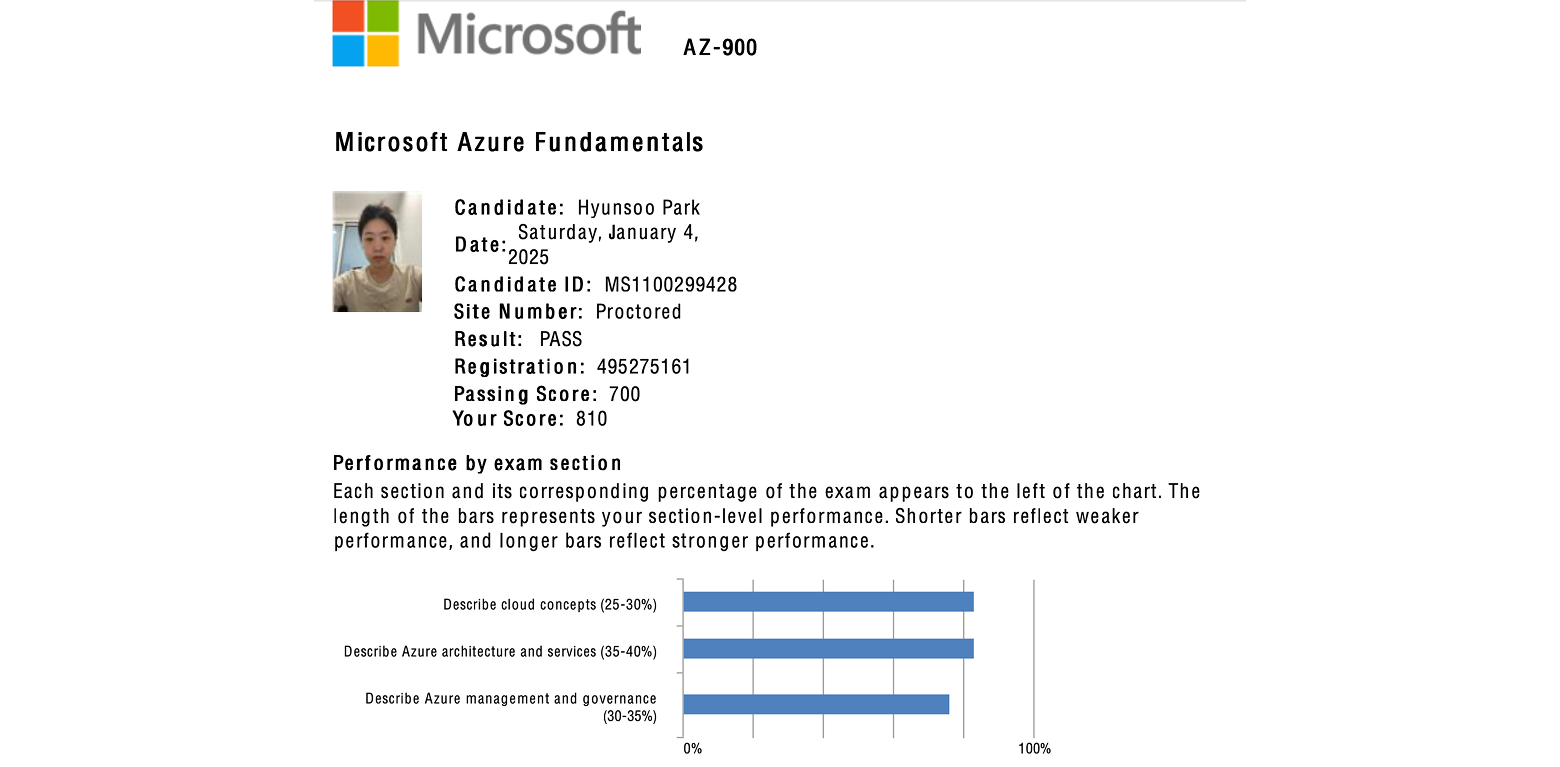 Microsoft AZ-900
Microsoft Azure Fundamentals
Candidate: Hyunsoo Park
Date: Saturday, January 4,
2025
Candidate ID: MS1100299428
Site Number: Proctored
Result: PASS
Registration: 495275161
Passing Score: 700
Your Score: 810
Performance by exam section
Each section and its corresponding percentage of the exam appears to the left of the chart. The
length of the bars represents your section-level performance. Shorter bars reflect weaker
performance, and longer bars reflect stronger performance.
Describe cloud concepts (25-30%)
Describe Azure architecture and services (35-40%)
Describe Azure management and governance
(30-35%)
0% 100%